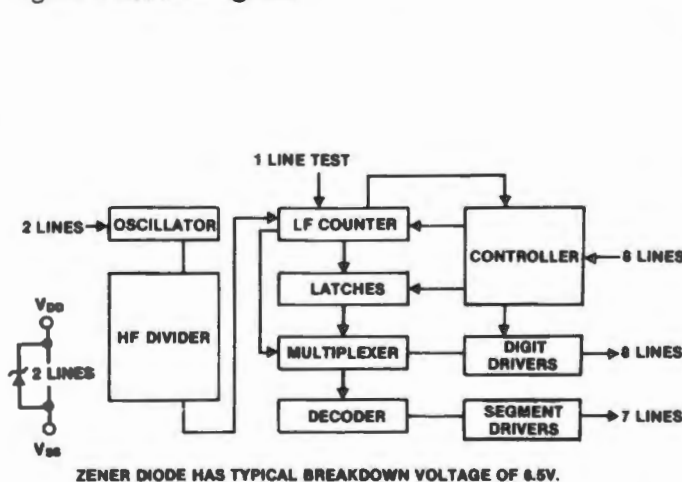 1 LINE TEST
2 LINES
OSCILLATOR
LF COUNTER
CONTROLLER
8 LINES
HF DIVIDER
LATCHES
VDD
2 LINES
VSS
MULTIPLEXER
DIGIT
DRIVERS
8 LINES
DECODER
SEGMENT
DRIVERS
7 LINES
ZENER DIODE HAS TYPICAL BREAKDOWN VOLTAGE OF 6.5V.